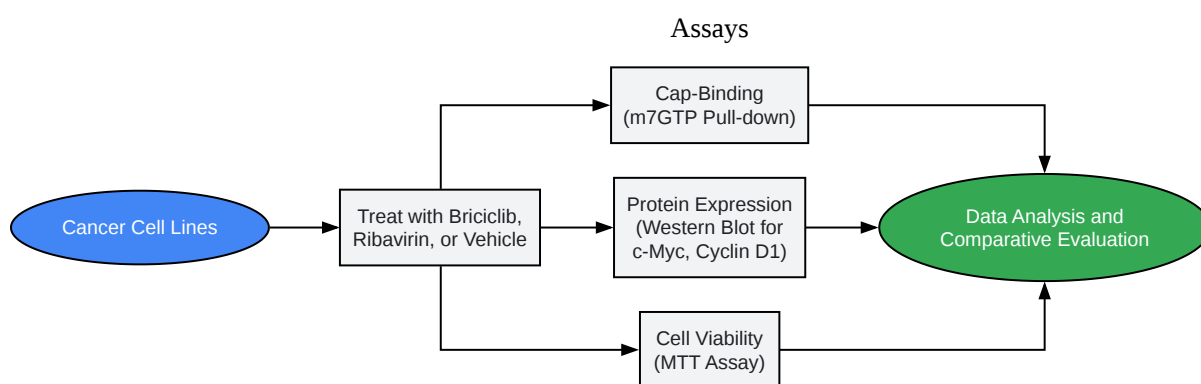 Assays
Cap-Binding
(m7GTP Pull-down)
Cancer Cell Lines
Treat with Briciclib,
Ribavirin, or Vehicle
Protein Expression
(Western Blot for
c-Myc, Cyclin D1)
Data Analysis and
Comparative Evaluation
Cell Viability
(MTT Assay)